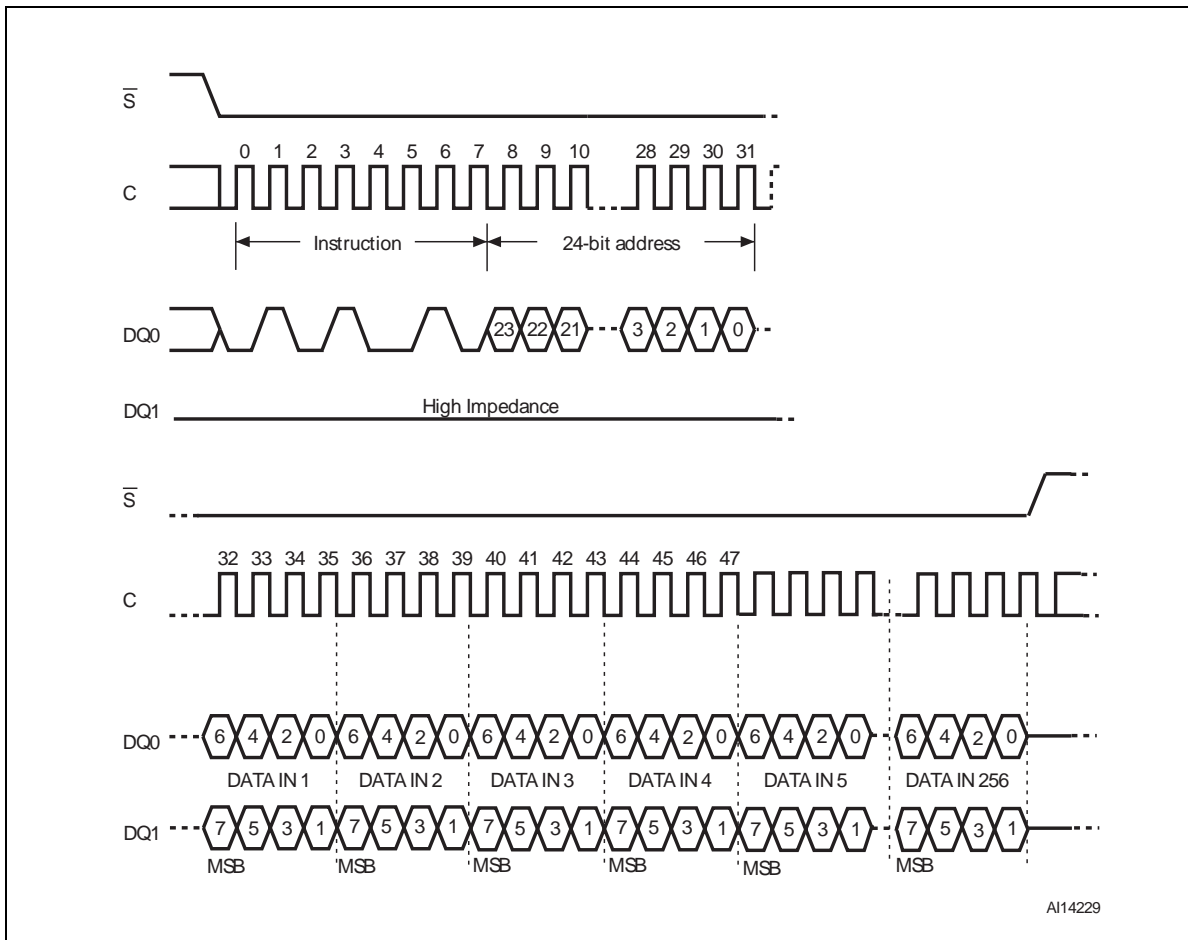 S
0 1 2 3 4 5 6 7 8 9 10 28 29 30 31
C
Instruction 24-bit address
DQ0 23 22 21 3 2 1 0
High Impedance
DQ1
S
32 33 34 35 36 37 38 39 40 41 42 43 44 45 46 47
C
DQ0 6 4 2 0 6 4 2 0 6 4 2 0 6 4 2 0 6 4 2 0 6 4 2 0
DATA IN 1 DATA IN 2 DATA IN 3 DATA IN 4 DATA IN 5 DATA IN 256
DQ1 7 5 3 1 7 5 3 1 7 5 3 1 7 5 3 1 7 5 3 1 7 5 3 1
MSB MSB MSB MSB MSB MSB
AI14229